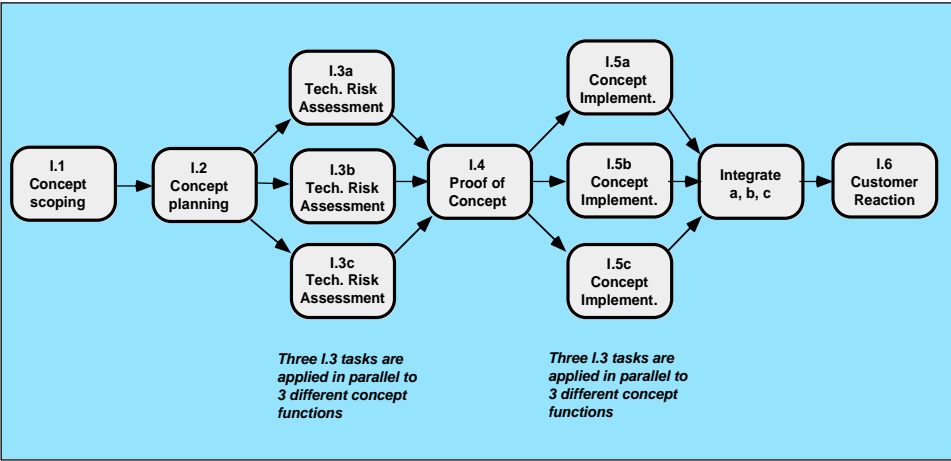 I.1
Concept
scoping
I.2
Concept
planning
I.3a
Tech. Risk
Assessment
I.3b
Tech. Risk
Assessment
I.3c
Tech. Risk
Assessment
I.4
Proof of
Concept
I.5a
Concept
Implement.
I.5b
Concept
Implement.
I.5c
Concept
Implement.
Integrate
a, b, c
I.6
Customer
Reaction
Three I.3 tasks are
applied in parallel to
3 different concept
functions
Three I.3 tasks are
applied in parallel to
3 different concept
functions